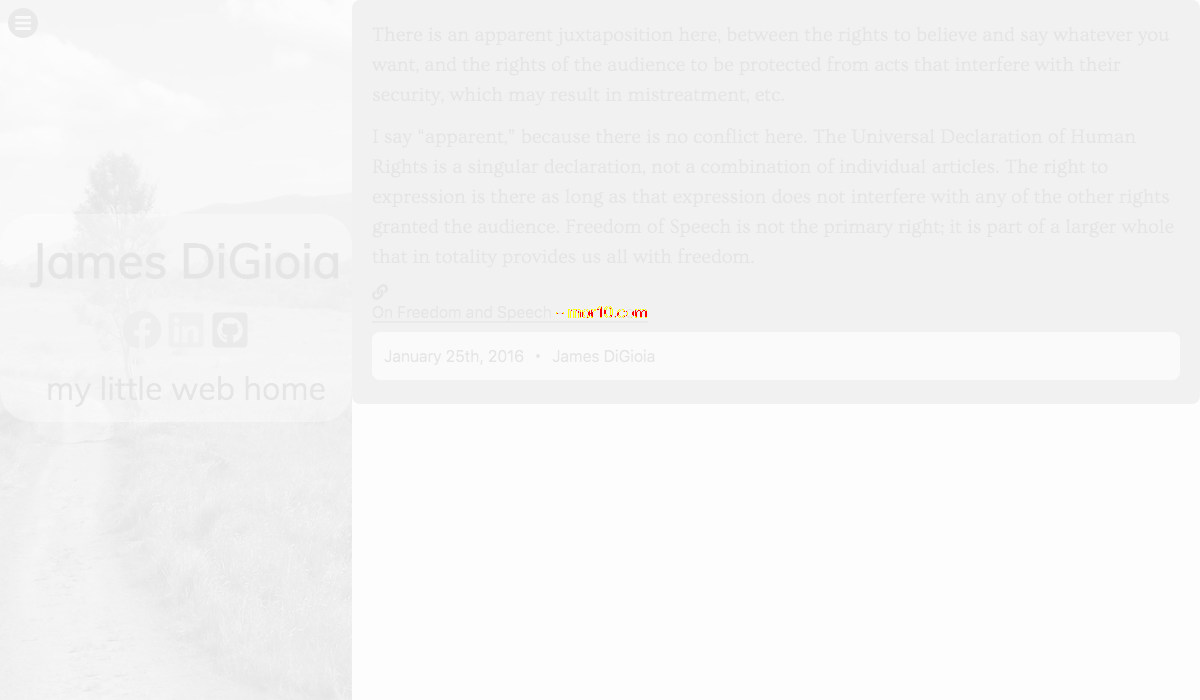 There is an apparent juxtaposition here, between the rights to believe and say whatever you
want, and the rights of the audience to be protected from acts that interfere with their
security, which may result in mistreatment, etc.
I say "apparent," because there is no conflict here. The Universal Declaration of Human
Rights is a singular declaration, not a combination of individual articles. The right to
expression is there as long as that expression does not interfere with any of the other rights
granted the audience. Freedom of Speech is not the primary right; it is part of a larger whole
that in totality provides us all with freedom.
On Freedom and Speech
January 25th, 2016 • James DiGioia
James DiGioia
my little web home